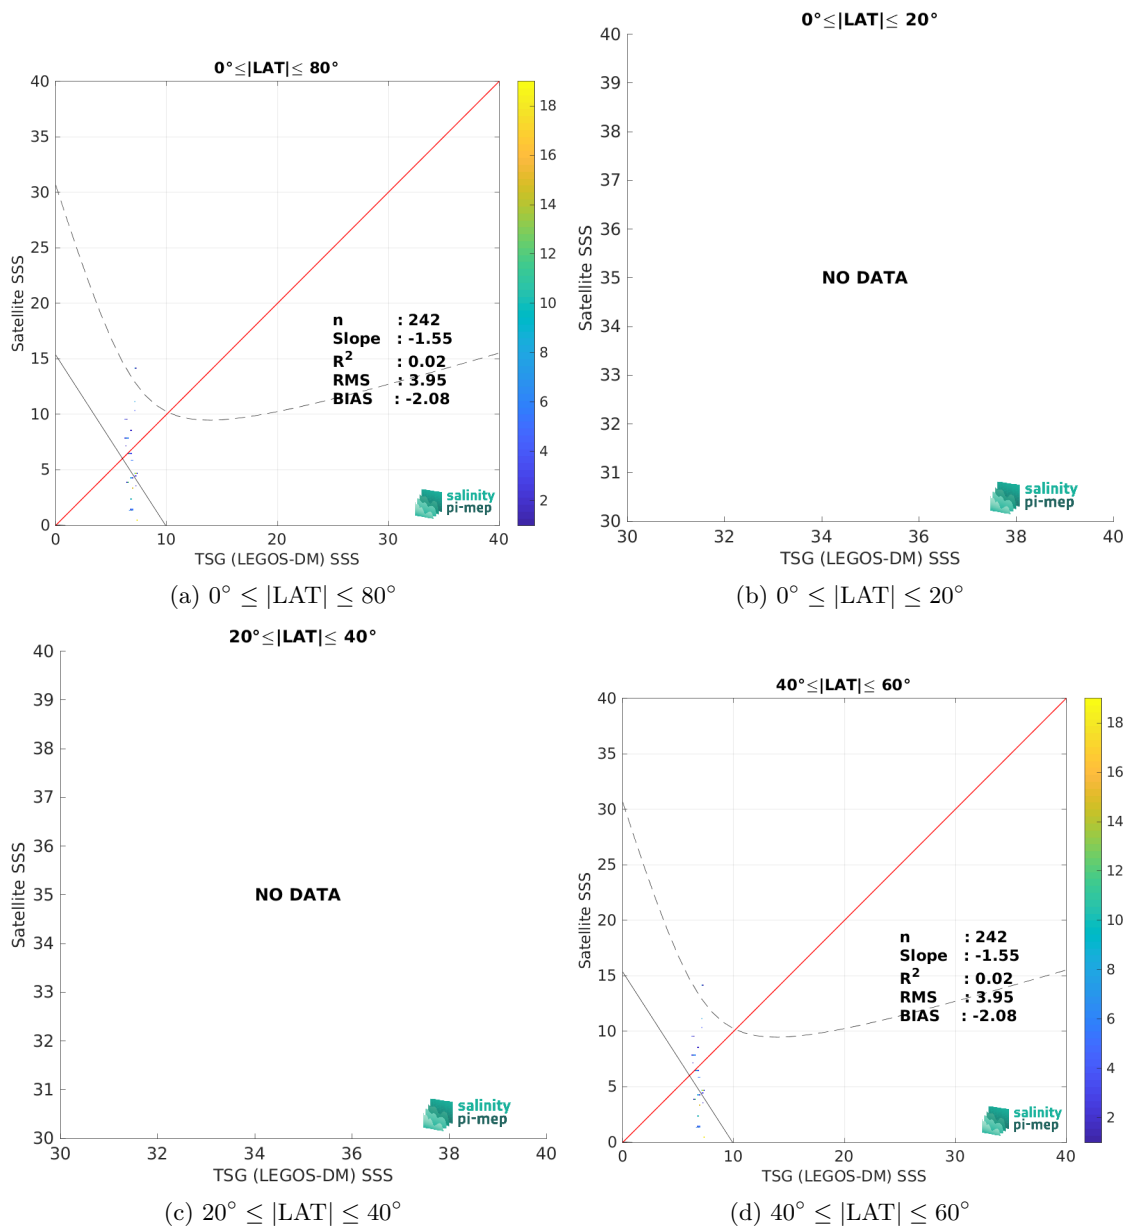 0°≤|LAT|≤ 80°
40
35
30
25
20
15
10
5
0
Satellite SSS
n : 242
Slope : -1.55
R² : 0.02
RMS : 3.95
BIAS : -2.08
salinity
pi-mep
0 10 20 30 40
TSG (LEGOS-DM) SSS
18
16
14
12
10
8
6
4
2
(a) 0° ≤ |LAT| ≤ 80°
0°≤|LAT|≤ 20°
40
39
38
37
36
35
34
33
32
31
30
Satellite SSS
NO DATA
salinity
pi-mep
30 32 34 36 38 40
TSG (LEGOS-DM) SSS
(b) 0° ≤ |LAT| ≤ 20°
20°≤|LAT|≤ 40°
40
39
38
37
36
35
34
33
32
31
30
Satellite SSS
NO DATA
salinity
pi-mep
30 32 34 36 38 40
TSG (LEGOS-DM) SSS
(c) 20° ≤ |LAT| ≤ 40°
40°≤|LAT|≤ 60°
40
35
30
25
20
15
10
5
0
Satellite SSS
n : 242
Slope : -1.55
R² : 0.02
RMS : 3.95
BIAS : -2.08
salinity
pi-mep
0 10 20 30 40
TSG (LEGOS-DM) SSS
18
16
14
12
10
8
6
4
2
(d) 40° ≤ |LAT| ≤ 60°